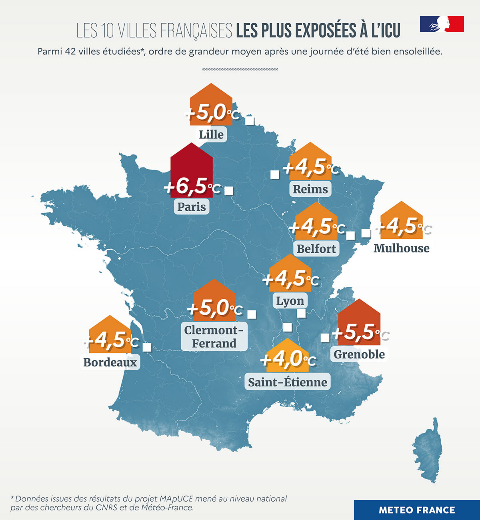 LES 10 VILLES FRANÇAISES LES PLUS EXPOSÉES À L'ICU
Parmi 42 villes étudiées*, ordre de grandeur moyen après une journée d'été bien ensoleillée.
+5,0°C
Lille
+6,5°C
Paris
+4,5°C
Reims
+4,5°C
Belfort
+4,5°C
Mulhouse
+4,5°C
Lyon
+5,0°C
Clermont-
Ferrand
+5,5°C
Grenoble
+4,5°C
Bordeaux
+4,0°C
Saint-Étienne
*Données issues des résultats du projet MApUCE mené au niveau national
par des chercheurs du CNRS et de Météo-France.
METEO FRANCE